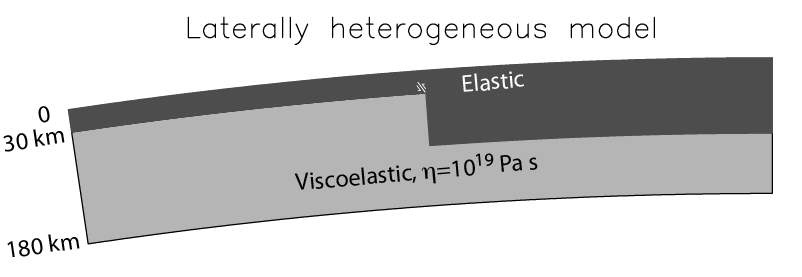 Laterally heterogeneous model
Elastic
0
30 km
Viscoelastic, η=10¹⁹ Pa s
180 km